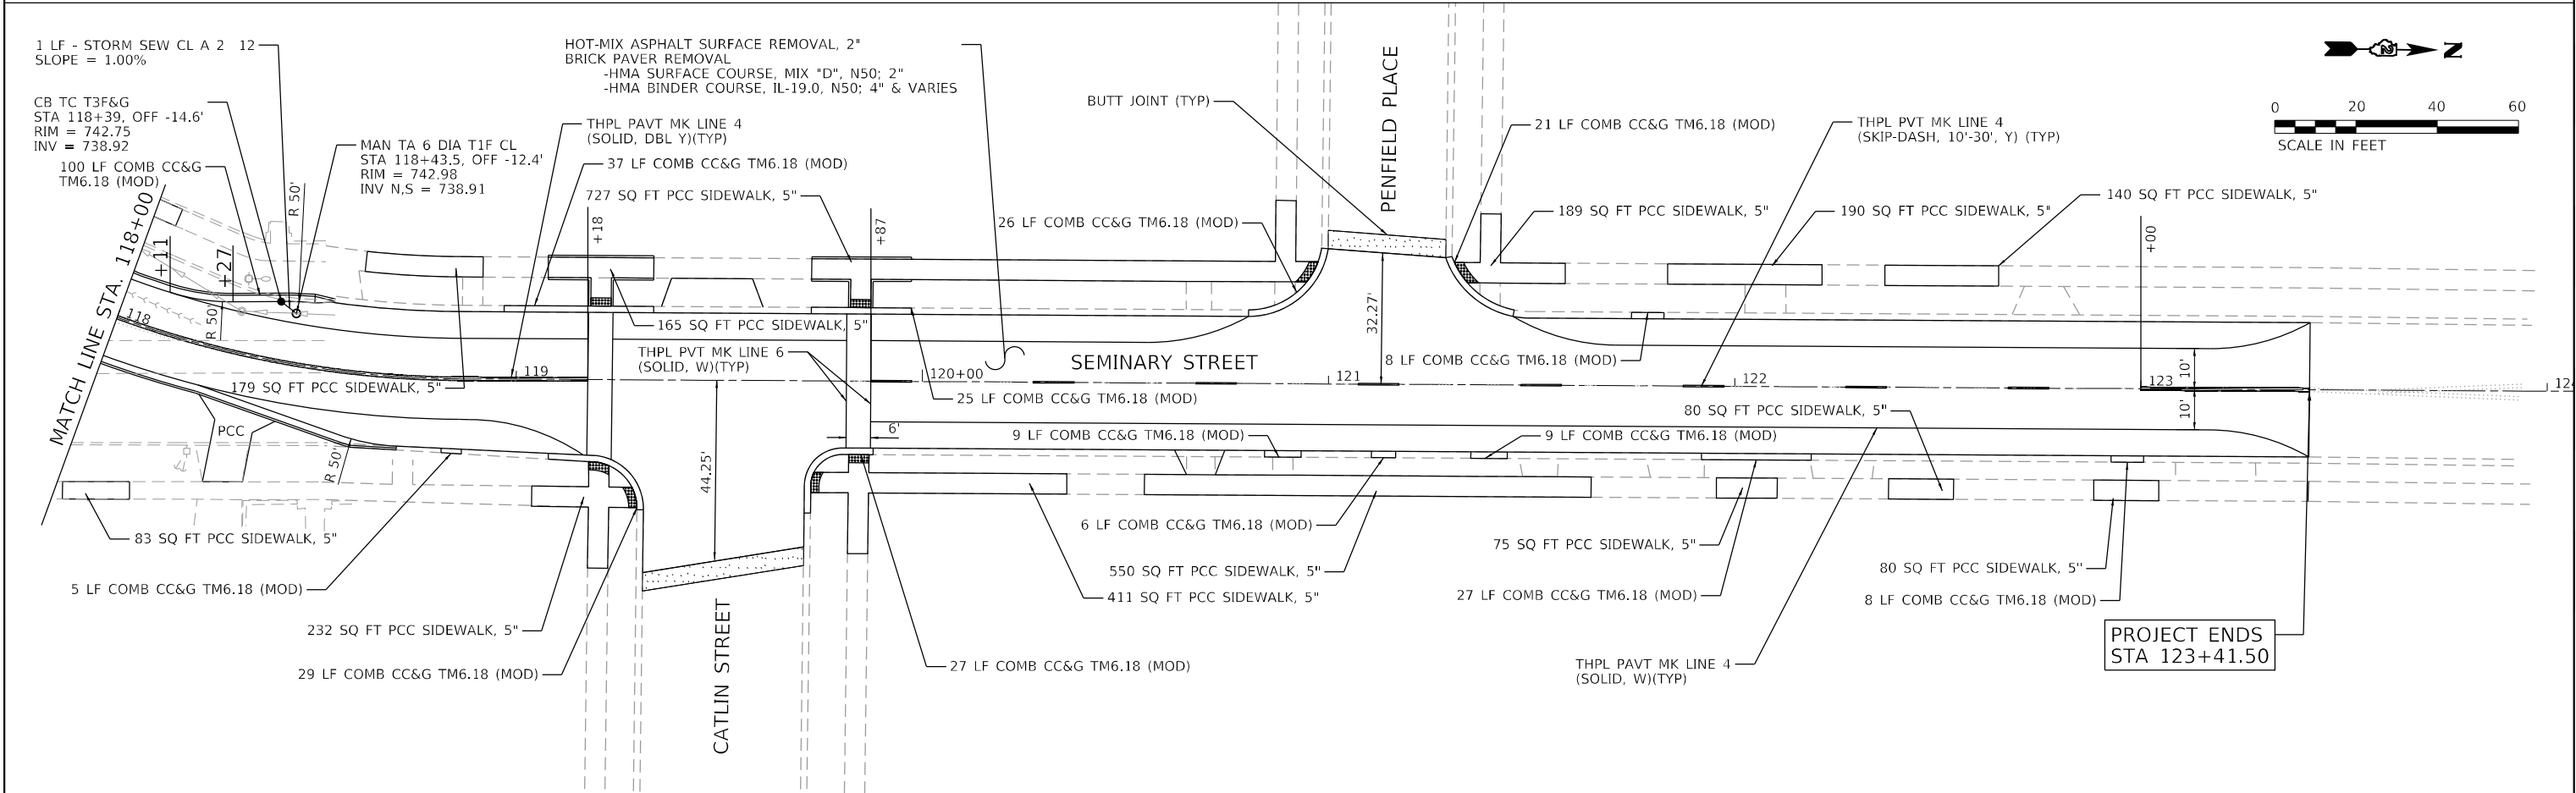 1 LF - STORM SEW CL A 2 12
SLOPE = 1.00%
CB TC T3F&G
STA 118+39, OFF -14.6'
RIM = 742.75
INV = 738.92
100 LF COMB CC&G
TM6.18 (MOD)
MAN TA 6 DIA T1F CL
STA 118+43.5, OFF -12.4'
RIM = 742.98
INV N,S = 738.91
HOT-MIX ASPHALT SURFACE REMOVAL, 2"
BRICK PAVER REMOVAL
-HMA SURFACE COURSE, MIX "D", N50; 2"
-HMA BINDER COURSE, IL-19.0, N50; 4" & VARIES
THPL PAVT MK LINE 4
(SOLID, DBL Y)(TYP)
37 LF COMB CC&G TM6.18 (MOD)
727 SQ FT PCC SIDEWALK, 5"
BUTT JOINT (TYP)
PENFIELD PLACE
26 LF COMB CC&G TM6.18 (MOD)
21 LF COMB CC&G TM6.18 (MOD)
THPL PVT MK LINE 4
(SKIP-DASH, 10'-30', Y) (TYP)
189 SQ FT PCC SIDEWALK, 5"
190 SQ FT PCC SIDEWALK, 5"
140 SQ FT PCC SIDEWALK, 5"
N
0 20 40 60
SCALE IN FEET
MATCH LINE STA. 118+00
+11
+27
R 50'
R 50'
+18
+87
+00
118
119
120+00
121
122
123
124
165 SQ FT PCC SIDEWALK, 5"
THPL PVT MK LINE 6
(SOLID, W)(TYP)
179 SQ FT PCC SIDEWALK, 5"
SEMINARY STREET
32.27'
8 LF COMB CC&G TM6.18 (MOD)
25 LF COMB CC&G TM6.18 (MOD)
10'
10'
80 SQ FT PCC SIDEWALK, 5"
PCC
R 50'
44.25'
6'
9 LF COMB CC&G TM6.18 (MOD)
9 LF COMB CC&G TM6.18 (MOD)
83 SQ FT PCC SIDEWALK, 5"
6 LF COMB CC&G TM6.18 (MOD)
75 SQ FT PCC SIDEWALK, 5"
5 LF COMB CC&G TM6.18 (MOD)
550 SQ FT PCC SIDEWALK, 5"
411 SQ FT PCC SIDEWALK, 5"
27 LF COMB CC&G TM6.18 (MOD)
80 SQ FT PCC SIDEWALK, 5"
8 LF COMB CC&G TM6.18 (MOD)
232 SQ FT PCC SIDEWALK, 5"
29 LF COMB CC&G TM6.18 (MOD)
CATLIN STREET
27 LF COMB CC&G TM6.18 (MOD)
THPL PAVT MK LINE 4
(SOLID, W)(TYP)
PROJECT ENDS
STA 123+41.50